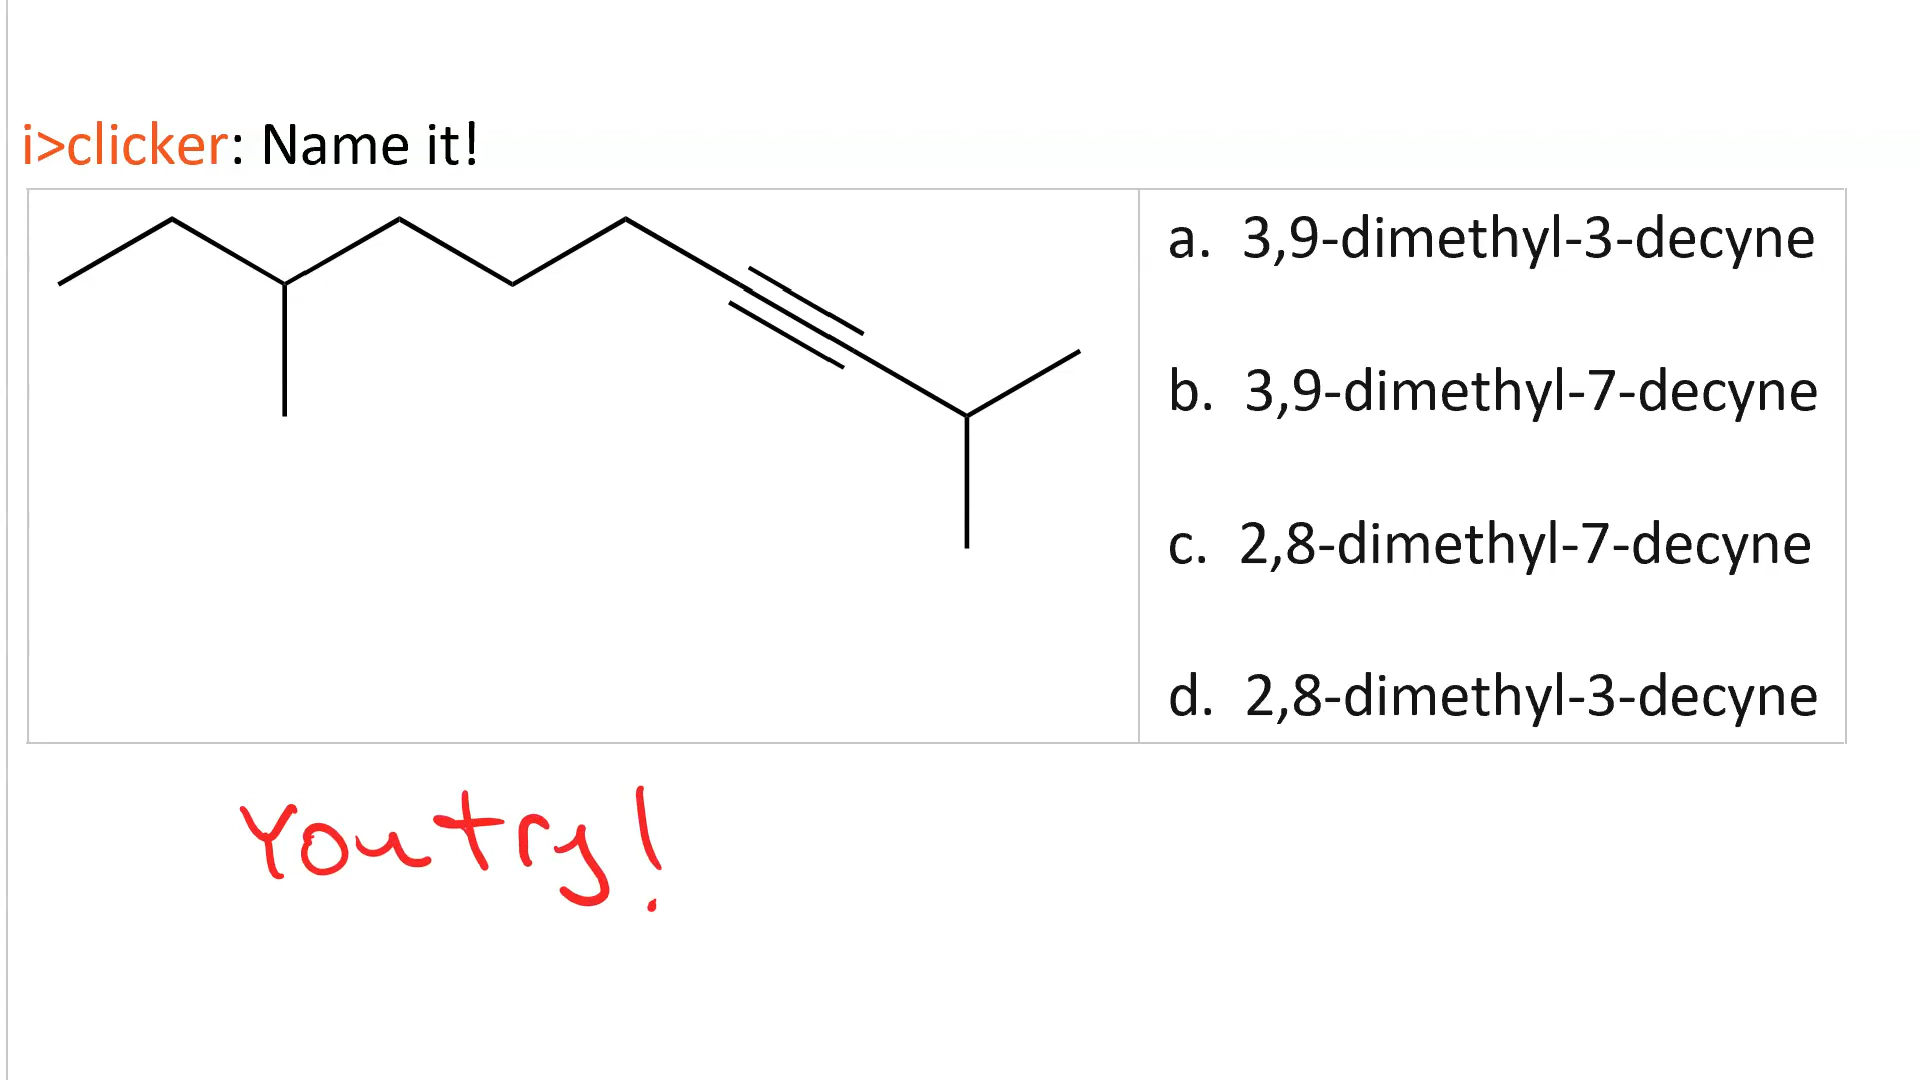 i>clicker: Name it!
a. 3,9-dimethyl-3-decyne
b. 3,9-dimethyl-7-decyne
c. 2,8-dimethyl-7-decyne
d. 2,8-dimethyl-3-decyne
You try!